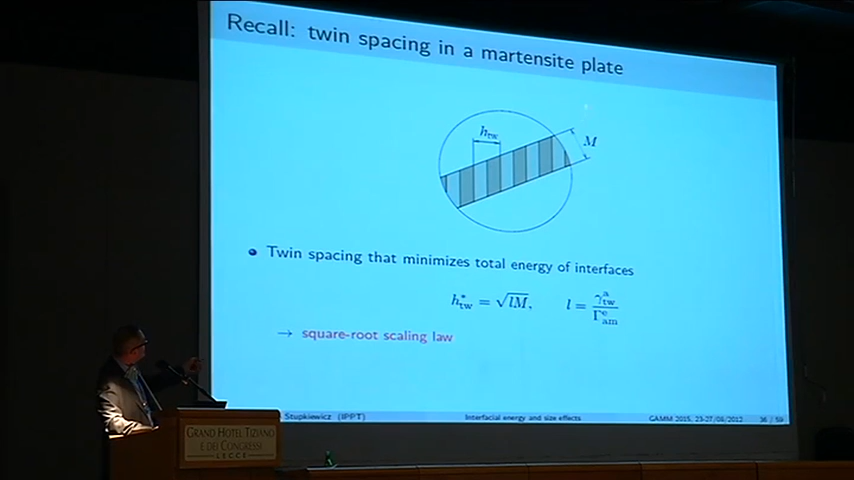 Recall: twin spacing in a martensite plate
h_tw
M
Twin spacing that minimizes total energy of interfaces
h*_tw = √lM, l = γ^a_tw / Γ^e_am
→ square-root scaling law
Stupkiewicz (IPPT) Interfacial energy and size effects GAMM 2015, 23-27/06/2012 36 / 59
GRAND HOTEL TIZIANO
E DEI CONGRESSI
LECCE